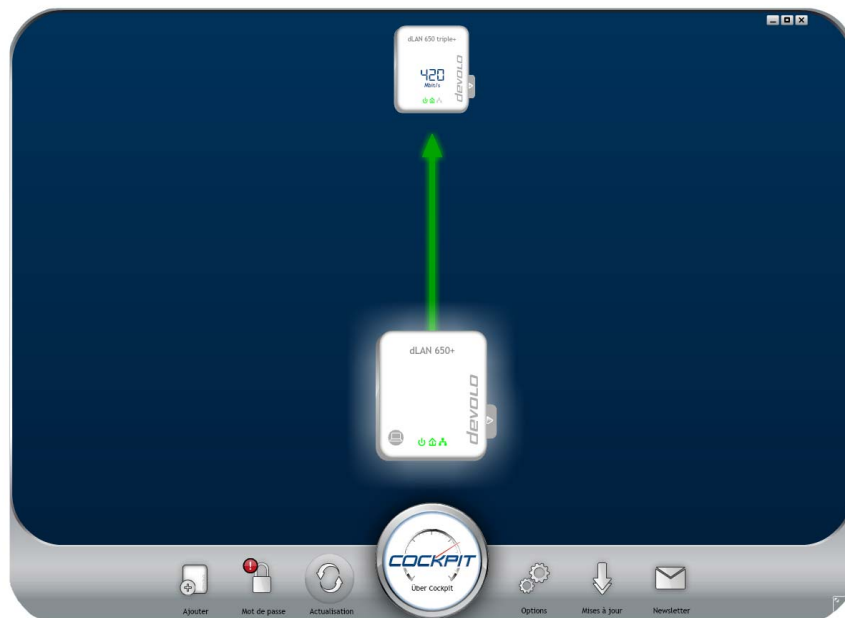 dLAN 650 triple+
420
Mbit/s
devolo
dLAN 650+
devolo
COCKPIT
Über Cockpit
Ajouter
Mot de passe
Actualisation
Options
Mises à jour
Newsletter